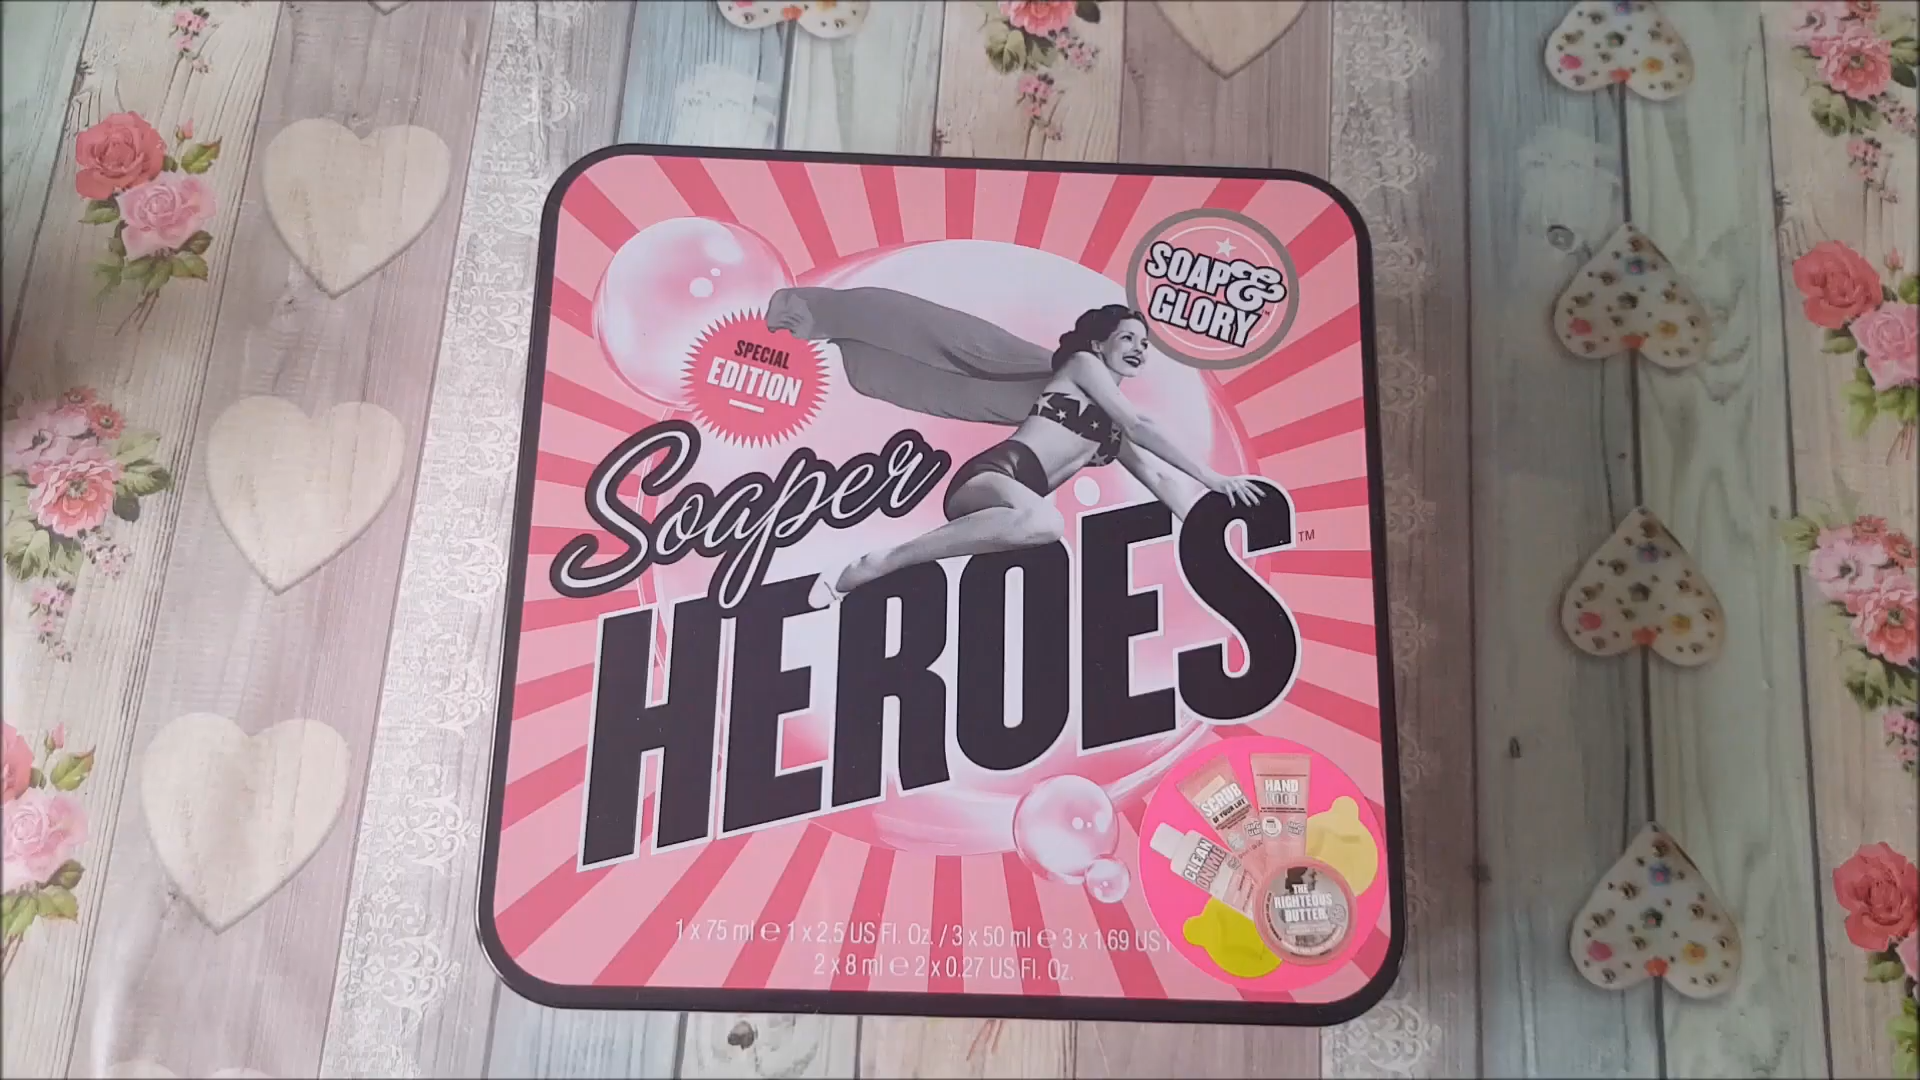 SOAP&
GLORY
SPECIAL
EDITION
Soaper
HEROES™
SCRUB
OF YOUR LIFE
HAND
FOOD
CLEAN
ON ME
THE
RIGHTEOUS
BUTTER
1 x 75 ml e 1 x 2.5 US Fl. Oz. / 3 x 50 ml e 3 x 1.69 US
2 x 8 ml e 2 x 0.27 US Fl. Oz.